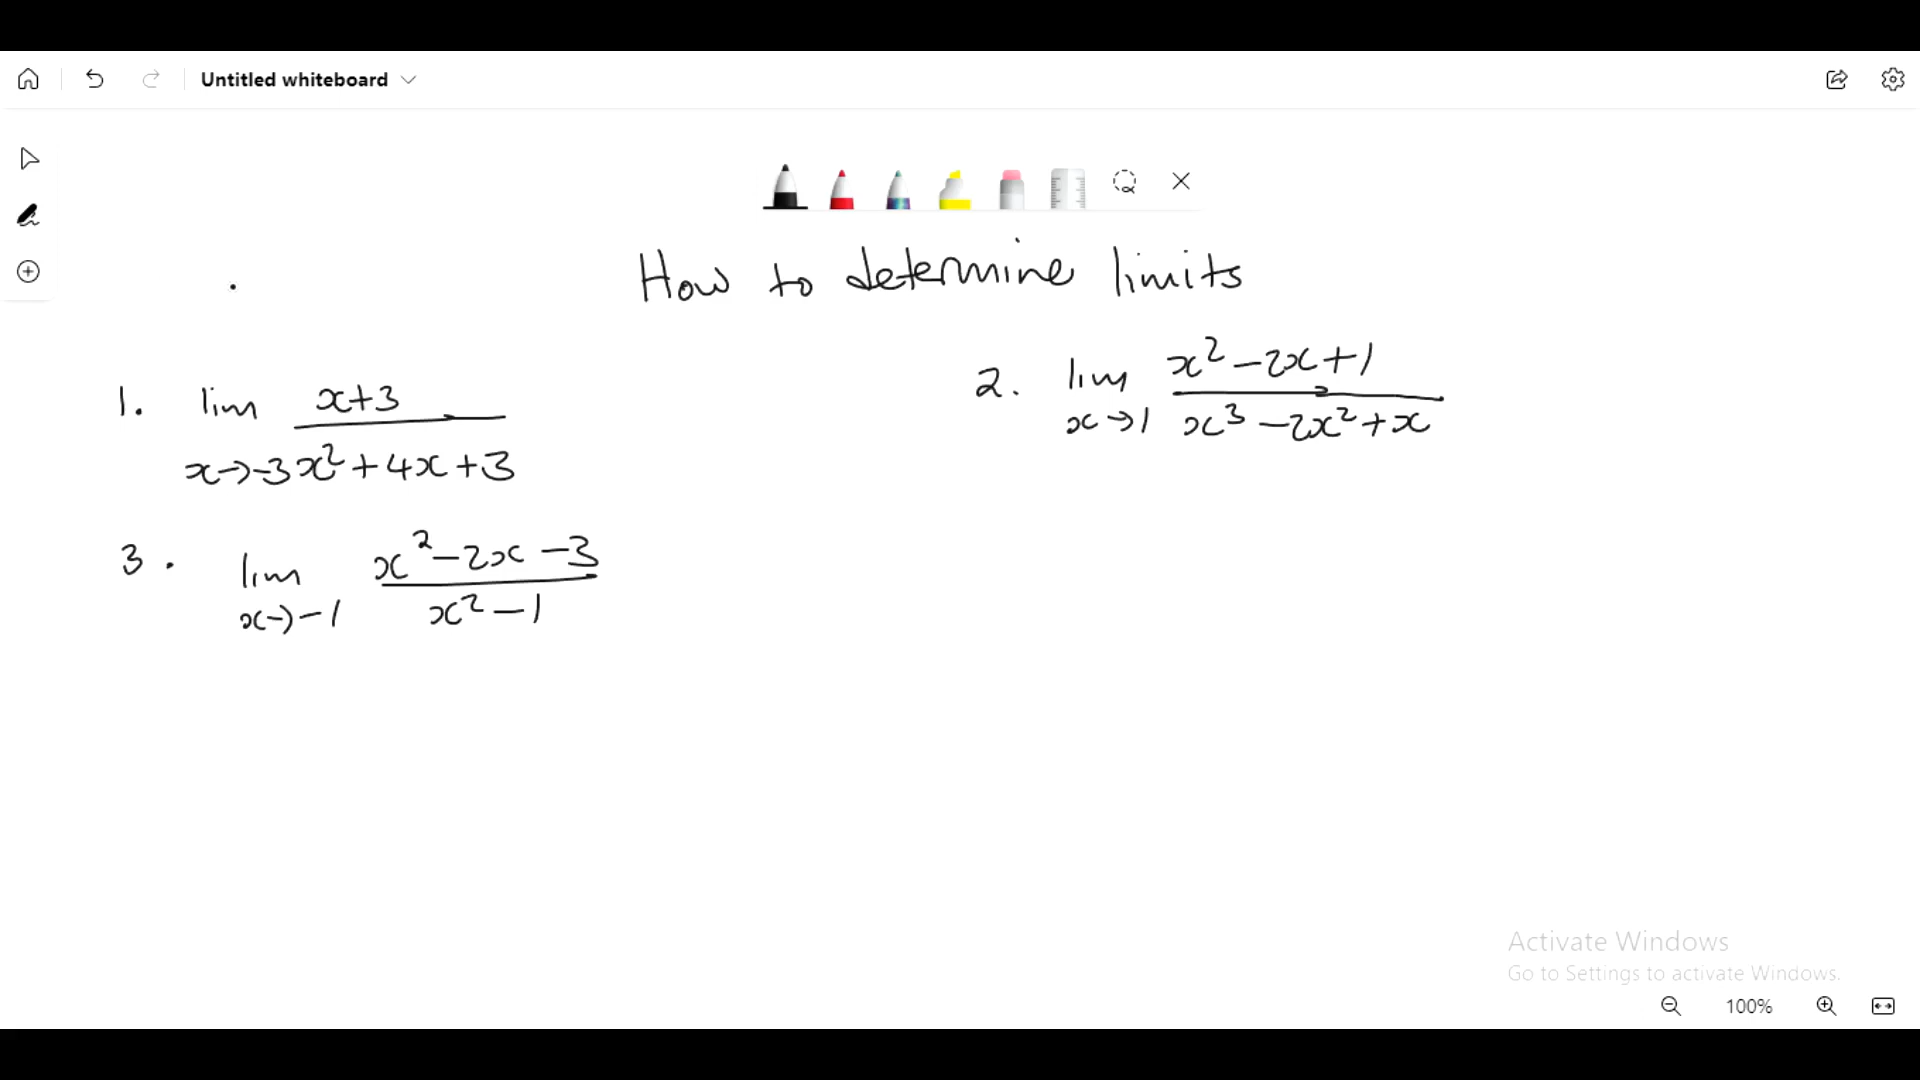 Untitled whiteboard
How to determine limits
1. lim x+3
x→-3 x²+4x+3
2. lim x²-2x+1
x→1 x³-2x²+x
3. lim x²-2x-3
x→-1 x²-1
Activate Windows
Go to Settings to activate Windows.
100%